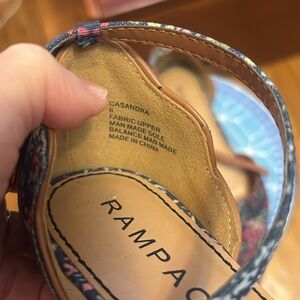 CASANDRA
6
FABRIC UPPER
MAN MADE SOLE
BALANCE MAN MADE
MADE IN CHINA
RAMPAG